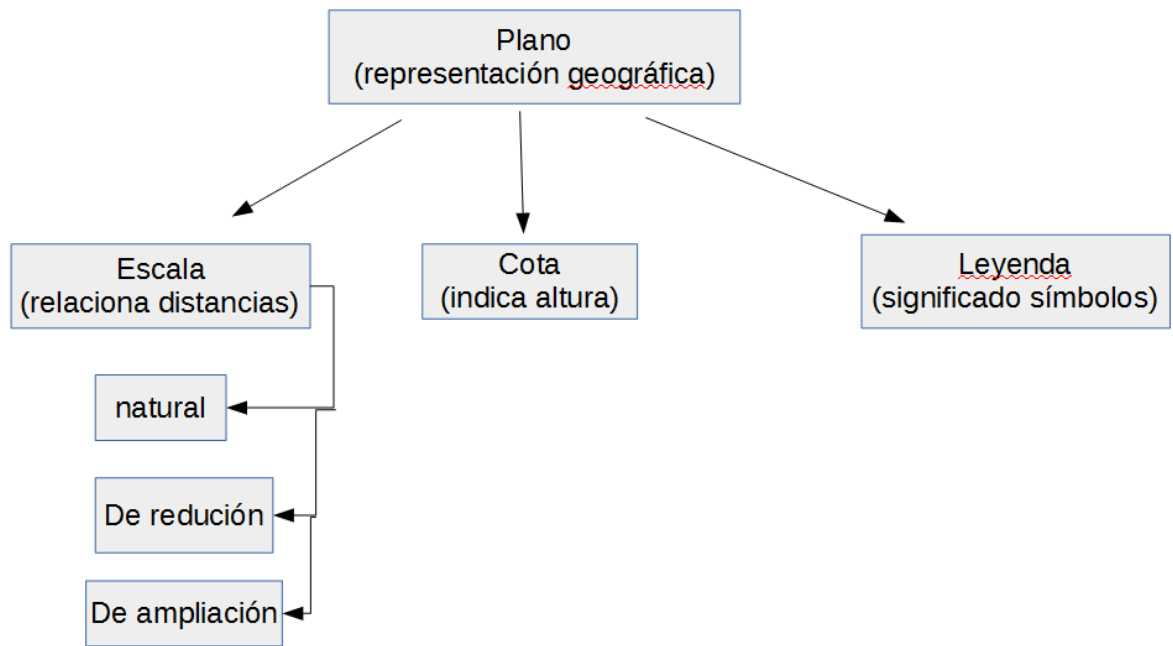 Plano
(representación geográfica)
Escala
(relaciona distancias)
Cota
(indica altura)
Leyenda
(significado símbolos)
natural
De redución
De ampliación